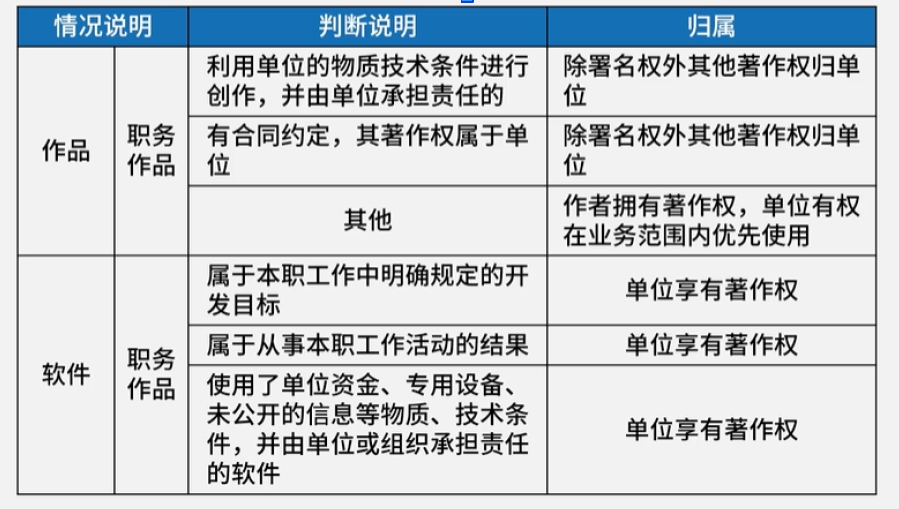 情况说明 判断说明 归属
作品
职务
作品
利用单位的物质技术条件进行
创作，并由单位承担责任的
除署名权外其他著作权归单
位
有合同约定，其著作权属于单
位
除署名权外其他著作权归单
位
其他
作者拥有著作权，单位有权
在业务范围内优先使用
软件
职务
作品
属于本职工作中明确规定的开
发目标
单位享有著作权
属于从事本职工作活动的结果
单位享有著作权
使用了单位资金、专用设备、
未公开的信息等物质、技术条
件，并由单位或组织承担责任
的软件
单位享有著作权